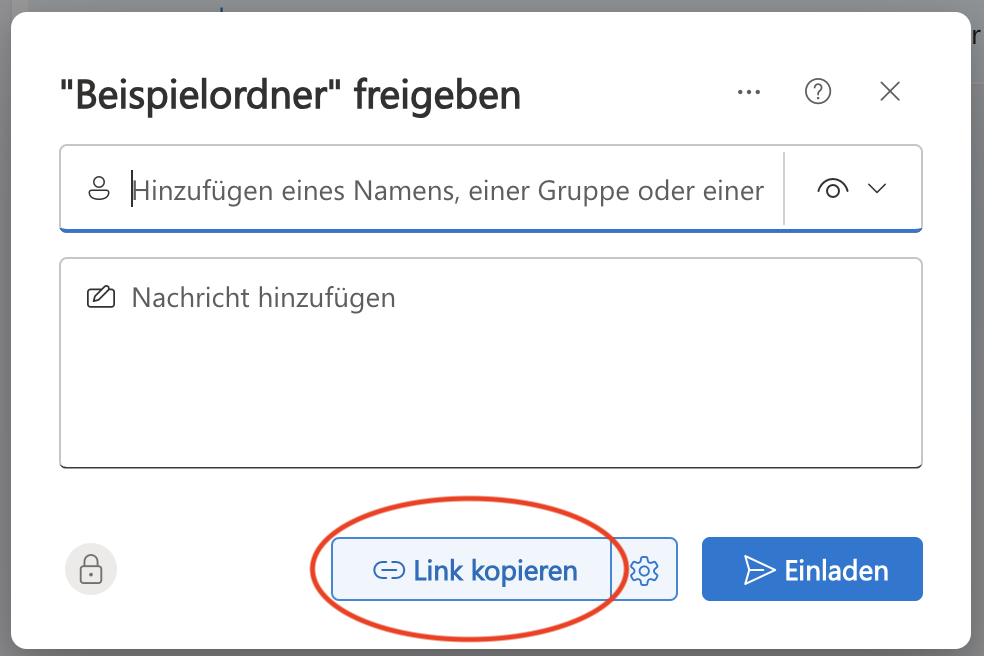 "Beispielordner" freigeben
Hinzufügen eines Namens, einer Gruppe oder einer
Nachricht hinzufügen
Link kopieren
Einladen